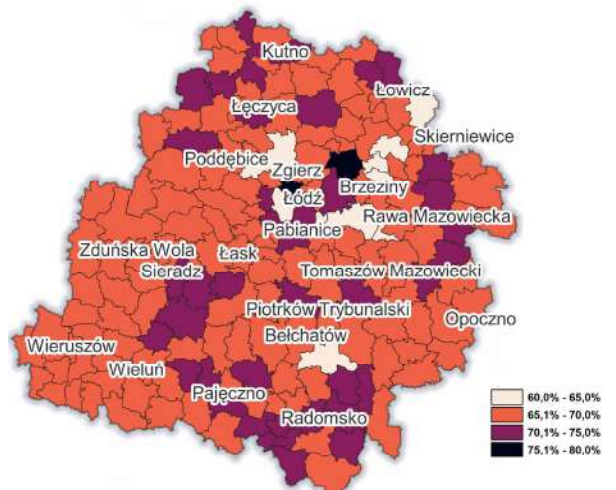 Kutno
Łowicz
Łęczyca
Skierniewice
Poddębice
Zgierz
Brzeziny
Łódź
Rawa Mazowiecka
Pabianice
Zduńska Wola
Łask
Sieradz
Tomaszów Mazowiecki
Piotrków Trybunalski
Opoczno
Bełchatów
Wieruszów
Wieluń
Pajęczno
Radomsko
60,0% - 65,0%
65,1% - 70,0%
70,1% - 75,0%
75,1% - 80,0%